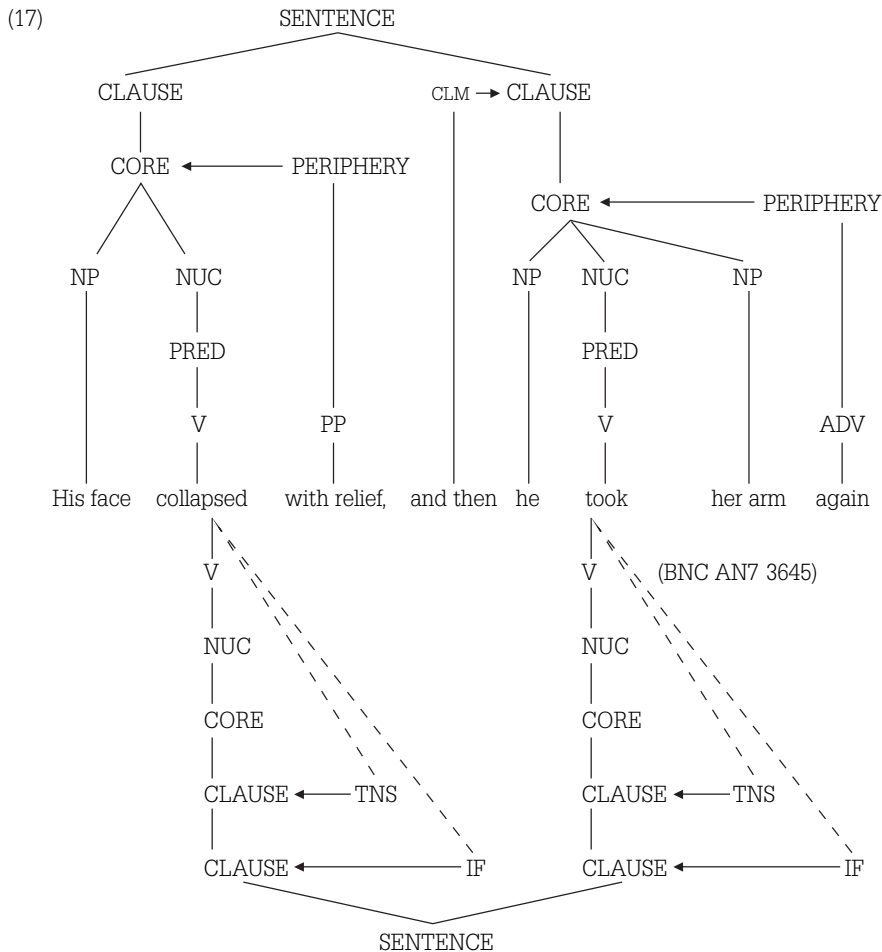 (17) SENTENCE
CLAUSE CLM CLAUSE
CORE PERIPHERY
CORE PERIPHERY
NP NUC NP NUC NP
PRED PRED
V PP V ADV
His face collapsed with relief, and then he took her arm again
V V (BNC AN7 3645)
NUC NUC
CORE CORE
CLAUSE TNS CLAUSE TNS
CLAUSE IF CLAUSE IF
SENTENCE